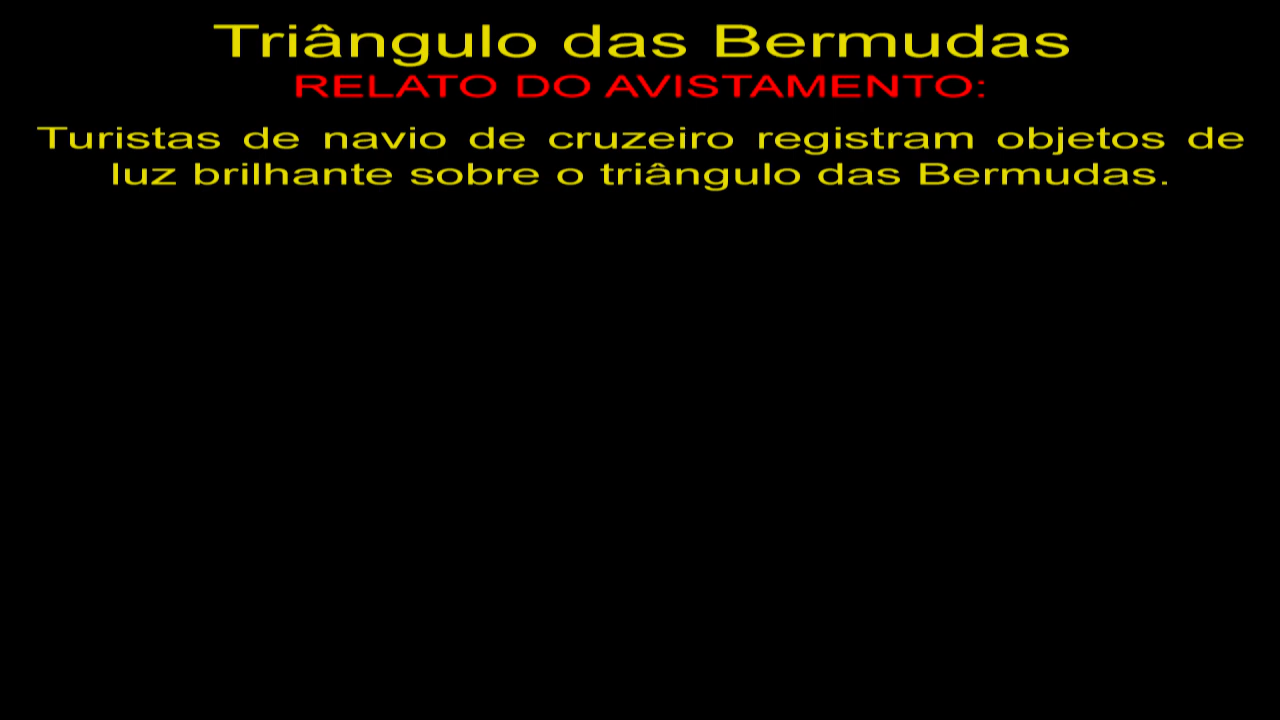 Triângulo das Bermudas
RELATO DO AVISTAMENTO:
Turistas de navio de cruzeiro registram objetos de
luz brilhante sobre o triângulo das Bermudas.